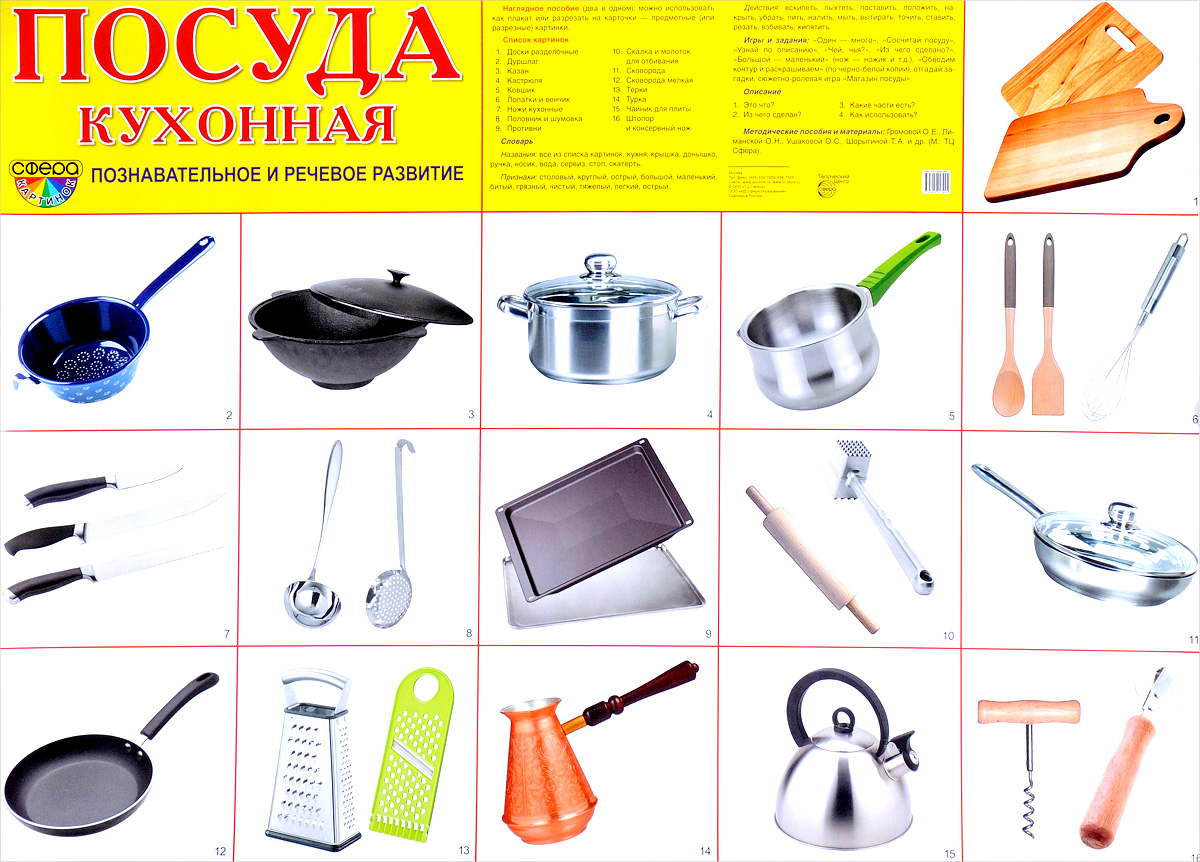 ПОСУДА
КУХОННАЯ
сфера
КАРТИНОК
ПОЗНАВАТЕЛЬНОЕ И РЕЧЕВОЕ РАЗВИТИЕ
Наглядное пособие (два в одном): можно использовать
как плакат или разрезать на карточки — предметные (или
разрезные) картинки.
Список картинок
1. Доски разделочные
2. Дуршлаг
3. Казан
4. Кастрюля
5. Ковшик
6. Лопатки и венчик
7. Ножи кухонные
8. Половник и шумовка
9. Противни
10. Скалка и молоток
для отбивания
11. Сковорода
12. Сковорода мелкая
13. Терки
14. Турка
15. Чайник для плиты
16. Штопор
и консервный нож
Словарь
Названия: все из списка картинок, кухня, крышка, донышко,
ручка, носик, вода, сервиз, стол, скатерть.
Признаки: столовый, круглый, острый, большой, маленький,
битый, грязный, чистый, тяжелый, легкий, острый.
Действия: вскипеть, пыхтеть, поставить, положить, на-
крыть, убрать, пить, налить, мыть, вытирать, точить, ставить,
резать, взбивать, кипятить.
Игры и задания: «Один — много», «Сосчитай посуду»,
«Узнай по описанию», «Чей, чья?», «Из чего сделано?»,
«Большой — маленький» (нож — ножик и т.д.), «Обводим
контур и раскрашиваем» (по черно-белой копии), отгадай за-
гадки, сюжетно-ролевая игра «Магазин посуды».
Описание
1. Это что?
2. Из чего сделан?
3. Какие части есть?
4. Как использовать?
Методические пособия и материалы: Громовой О.Е., Ли-
манской О.Н., Ушаковой О.С., Шорыгиной Т.А. и др. (М.: ТЦ
Сфера).
Москва
Творческий
Центр
сфера
1
2
3
4
5
6
7
8
9
10
11
12
13
14
15
16